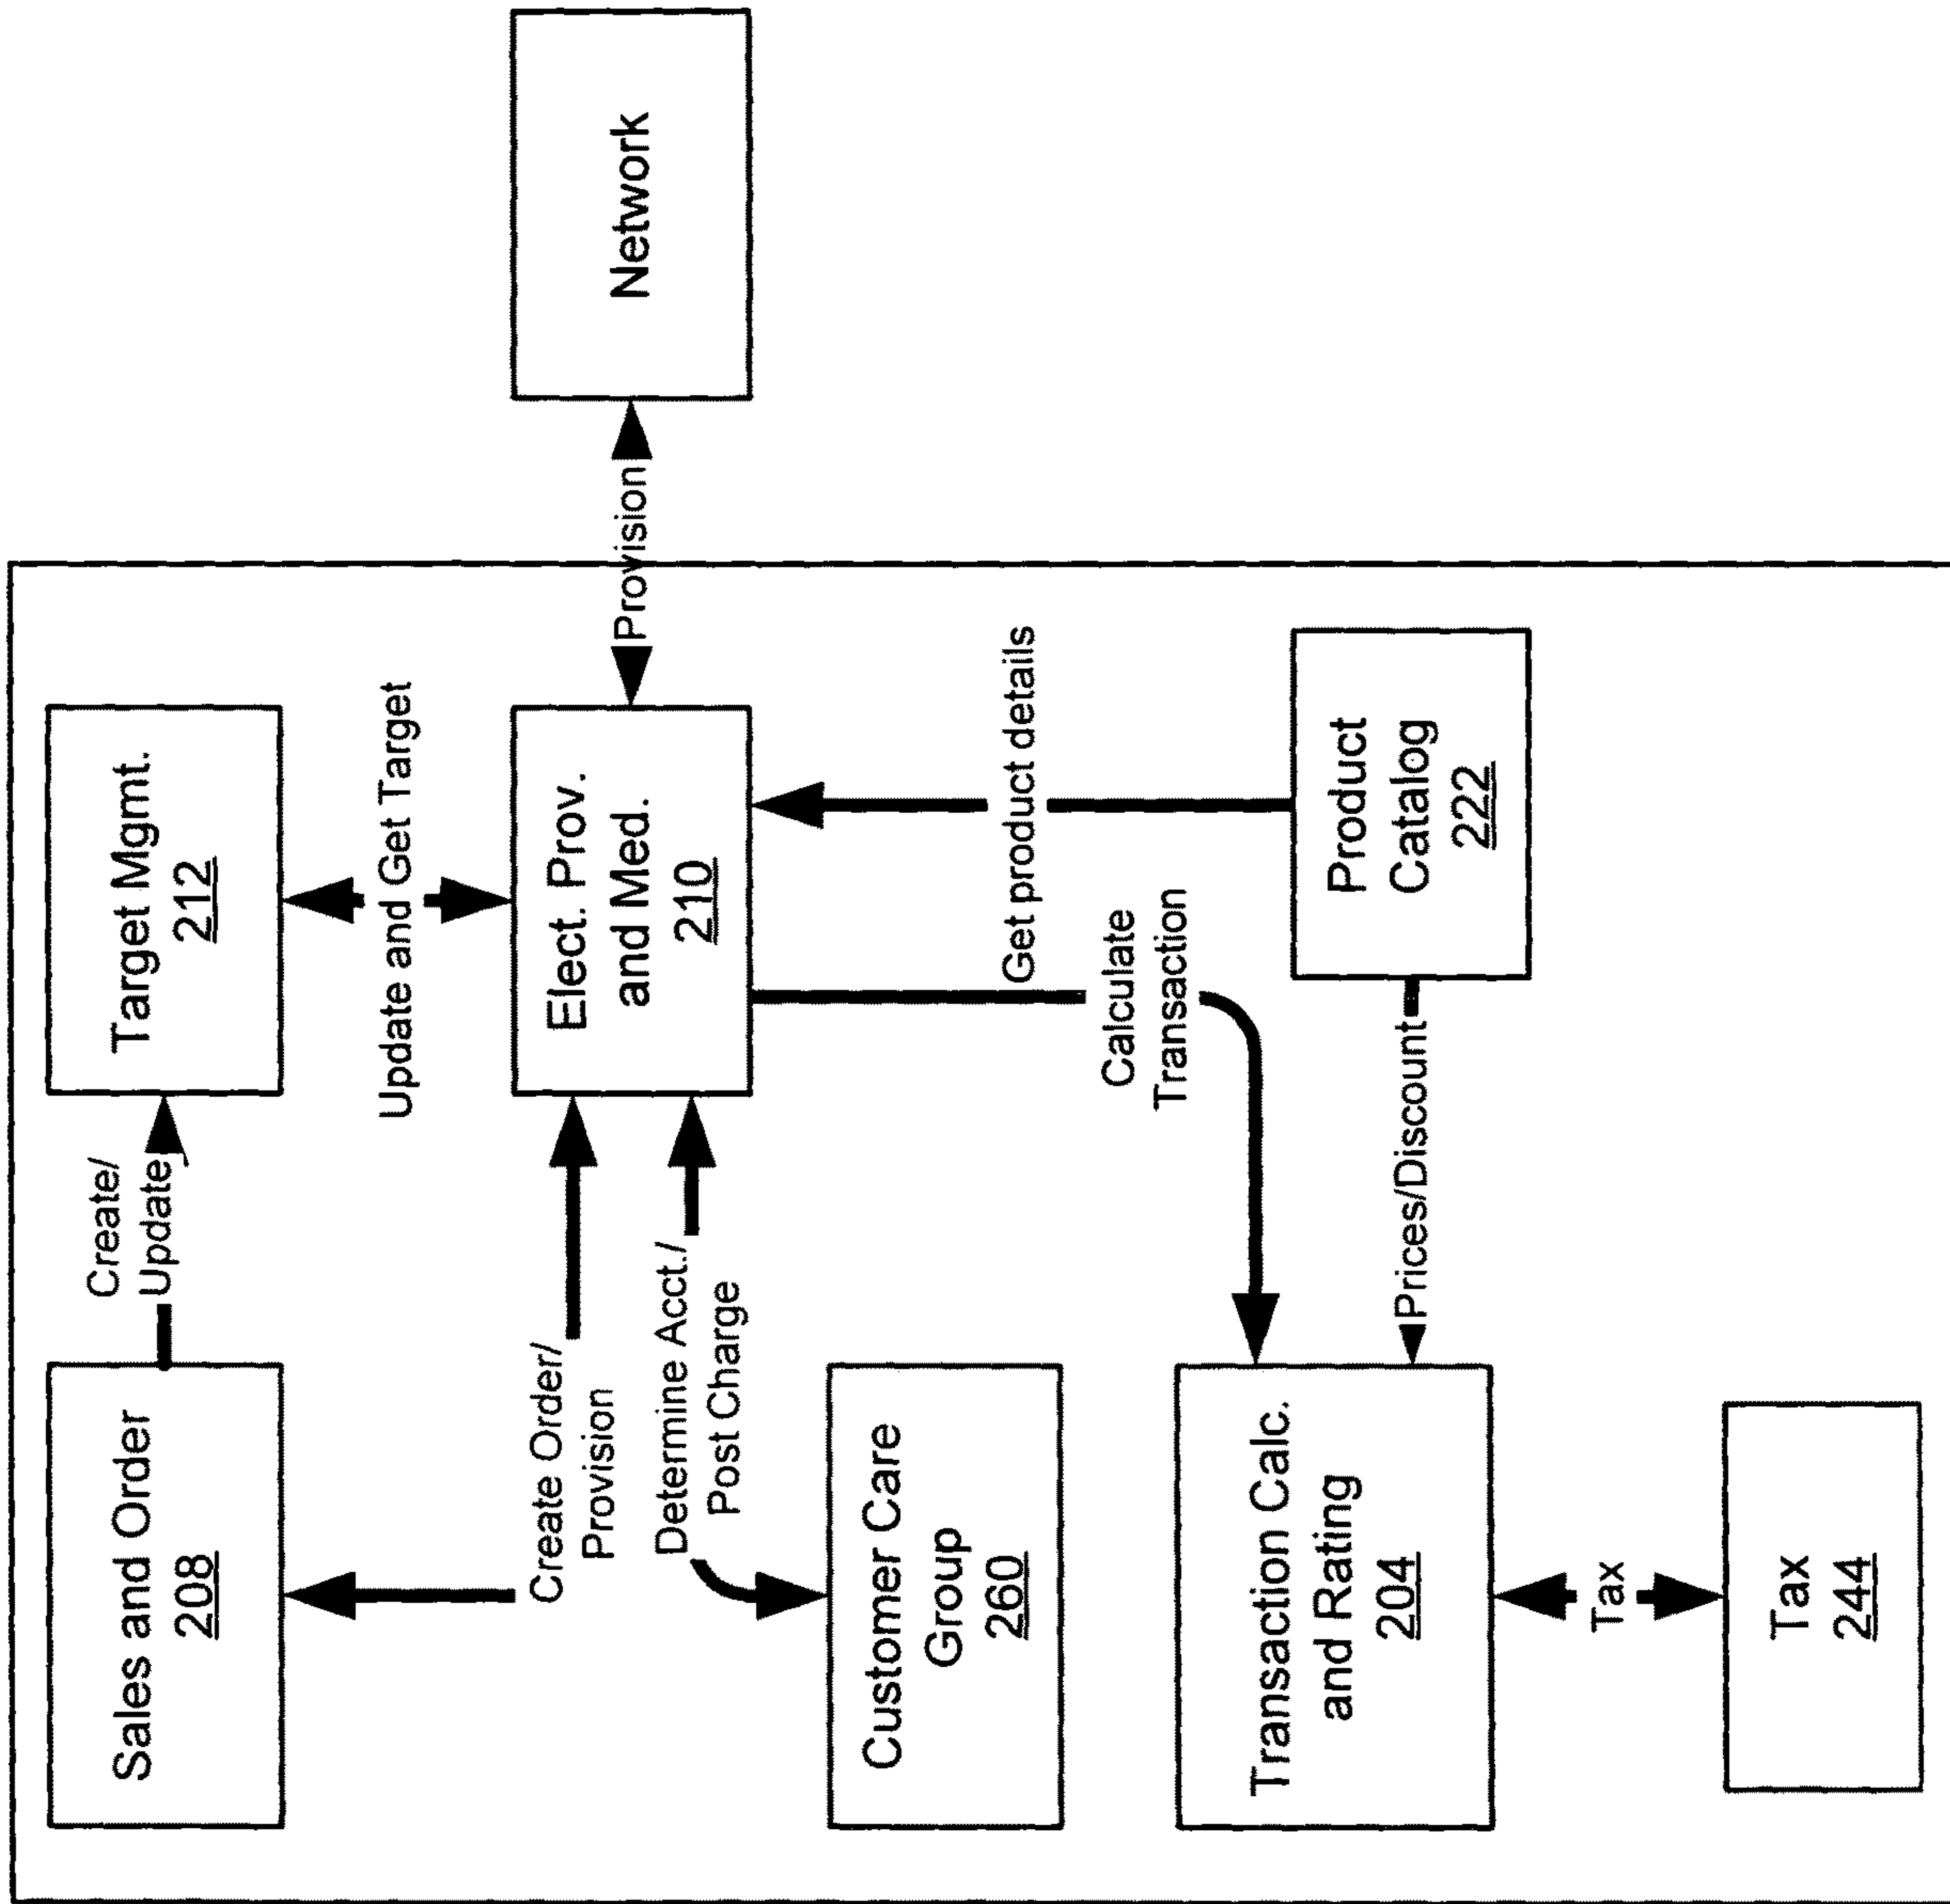 Sales and Order
208
Create/
Update
Target Mgmt.
212
Update and Get Target
Create Order/
Provision
Elect. Prov.
and Med.
210
Provision
Network
Determine Acct./
Post Charge
Customer Care
Group
260
Get product details
Calculate
Transaction
Transaction Calc.
and Rating
204
Prices/Discount
Product
Catalog
222
Tax
Tax
244